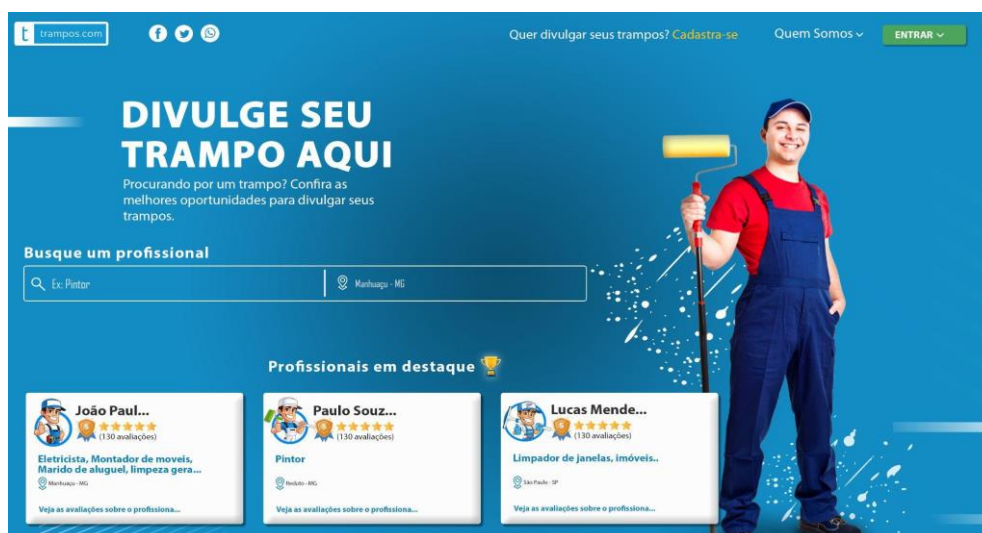 t trampos.com
Quer divulgar seus trampos? Cadastra-se
Quem Somos
ENTRAR
DIVULGE SEU
TRAMPO AQUI
Procurando por um trampo? Confira as
melhores oportunidades para divulgar seus
trampos.
Busque um profissional
Ex: Pintor
Manhuaçu - MG
Profissionais em destaque
João Paul...
(130 avaliações)
Eletricista, Montador de moveis,
Marido de aluguel, limpeza gera...
Manhuaçu - MG
Veja as avaliações sobre o profissiona...
Paulo Souz...
(130 avaliações)
Pintor
Reduto - MG
Veja as avaliações sobre o profissiona...
Lucas Mende...
(130 avaliações)
Limpador de janelas, imóveis..
São Paulo - SP
Veja as avaliações sobre o profissiona...